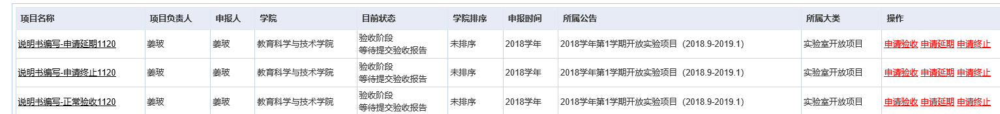 项目名称 项目负责人 申报人 学院 目前状态 学院排序 申报时间 所属公告 所属大类 操作
说明书编写-申请延期1120 姜玻 姜玻 教育科学与技术学院 验收阶段 未排序 2018学年 2018学年第1学期开放实验项目（2018.9-2019.1） 实验室开放项目 申请验收 申请延期 申请终止
等待提交验收报告
说明书编写-申请终止1120 姜玻 姜玻 教育科学与技术学院 验收阶段 未排序 2018学年 2018学年第1学期开放实验项目（2018.9-2019.1） 实验室开放项目 申请验收 申请延期 申请终止
等待提交验收报告
说明书编写-正常验收1120 姜玻 姜玻 教育科学与技术学院 验收阶段 未排序 2018学年 2018学年第1学期开放实验项目（2018.9-2019.1） 实验室开放项目 申请验收 申请延期 申请终止
等待提交验收报告